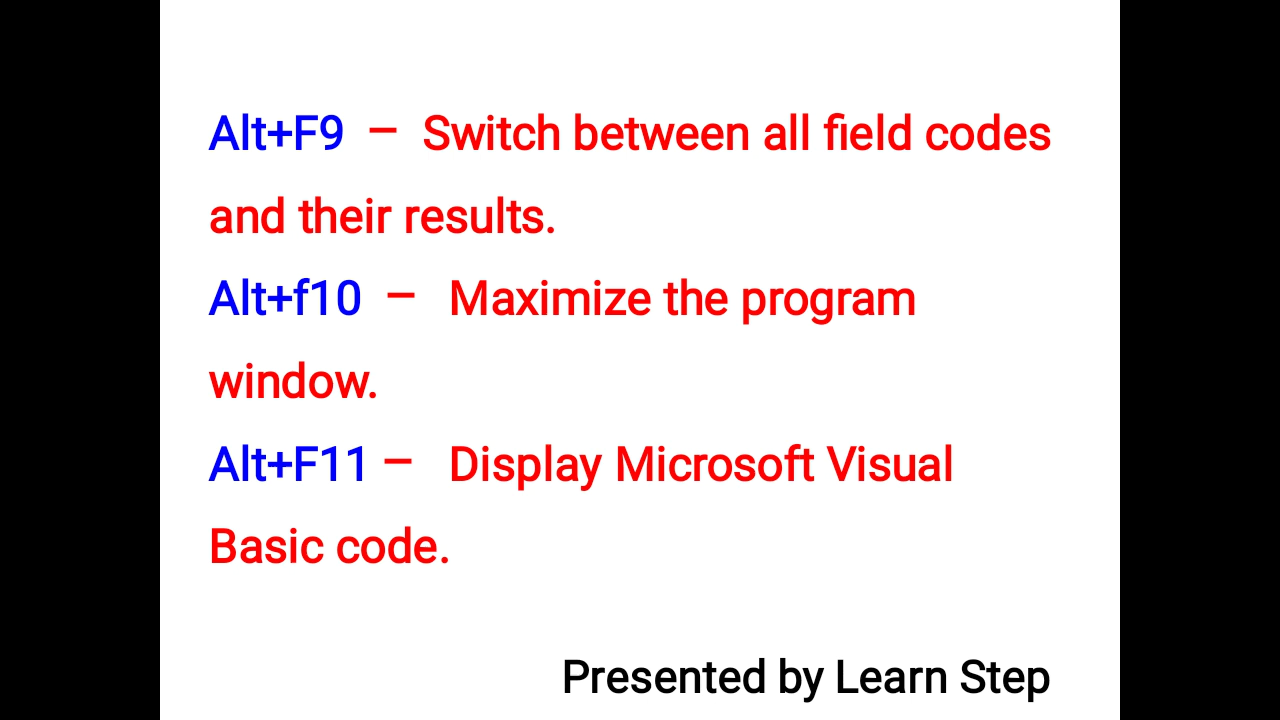 Alt+F9 – Switch between all field codes
and their results.
Alt+f10 – Maximize the program
window.
Alt+F11 – Display Microsoft Visual
Basic code.
Presented by Learn Step